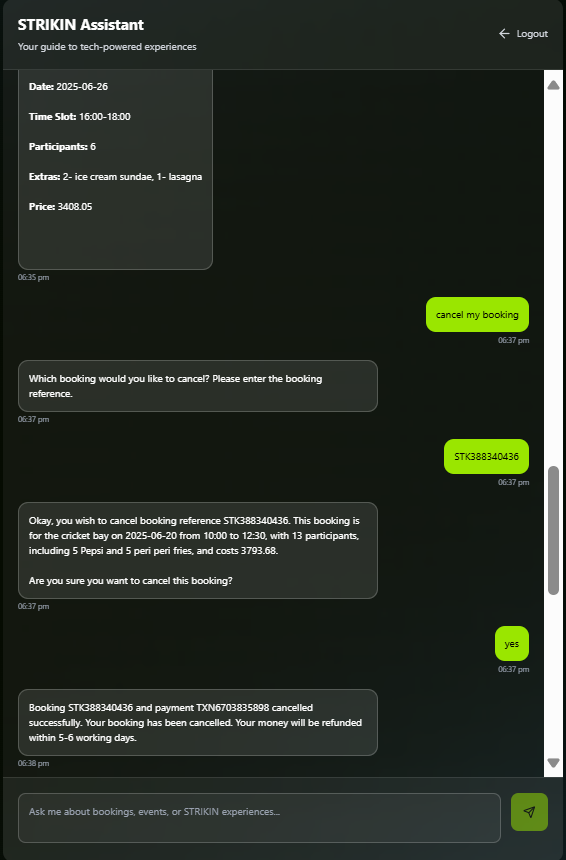 STRIKIN Assistant
Your guide to tech-powered experiences
Logout
Date: 2025-06-26
Time Slot: 16:00-18:00
Participants: 6
Extras: 2- ice cream sundae, 1- lasagna
Price: 3408.05
06:35 pm
cancel my booking
06:37 pm
Which booking would you like to cancel? Please enter the booking
reference.
06:37 pm
STK388340436
06:37 pm
Okay, you wish to cancel booking reference STK388340436. This booking is
for the cricket bay on 2025-06-20 from 10:00 to 12:30, with 13 participants,
including 5 Pepsi and 5 peri peri fries, and costs 3793.68.
Are you sure you want to cancel this booking?
06:37 pm
yes
06:37 pm
Booking STK388340436 and payment TXN6703835898 cancelled
successfully. Your booking has been cancelled. Your money will be refunded
within 5-6 working days.
06:38 pm
Ask me about bookings, events, or STRIKIN experiences...